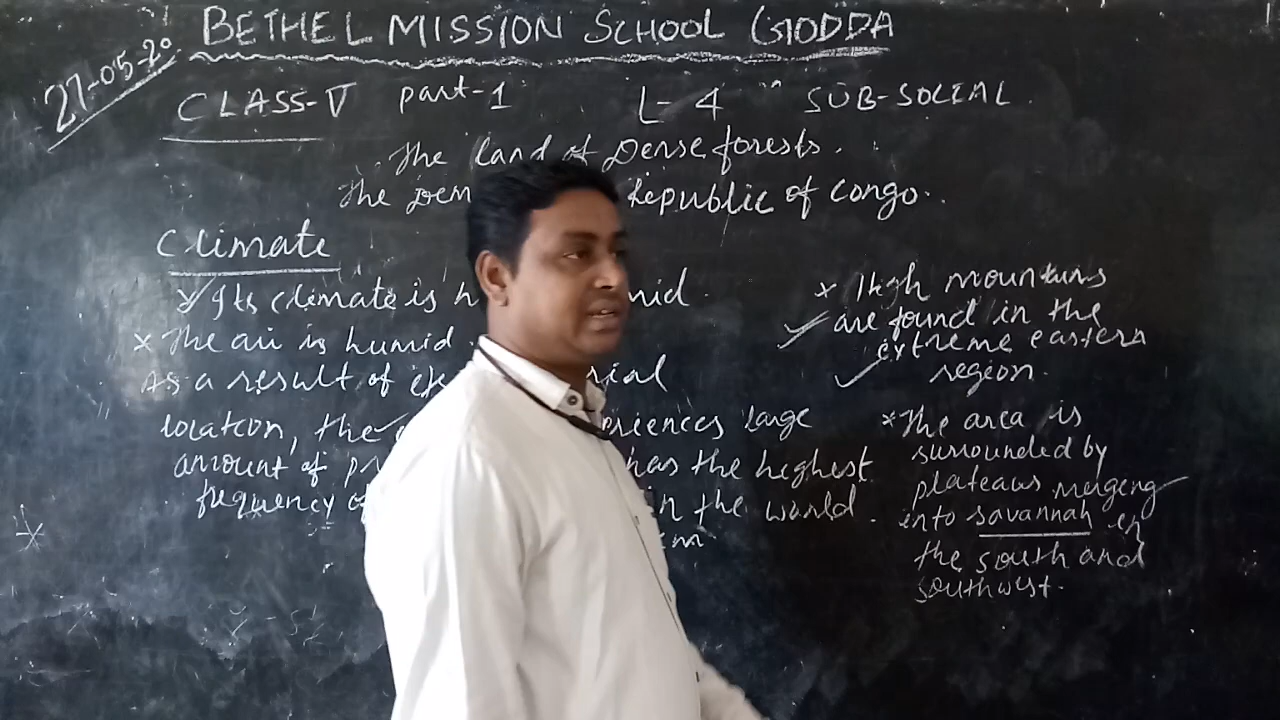 BETHEL MISSION SCHOOL GODDA
27-05-20
CLASS-V part-1 L-4 SUB-SOCIAL
The land of Dense forests.
The Dem Republic of Congo.
Climate
Its climate is h mid.
* The air is humid.
As a result of rial
location, the riences large
amount of has the highest
frequency of in the world.
* High mountains
are found in the
extreme eastern
region.
* The area is
surrounded by
plateaus merging
into savannah in
the south and
southwest.